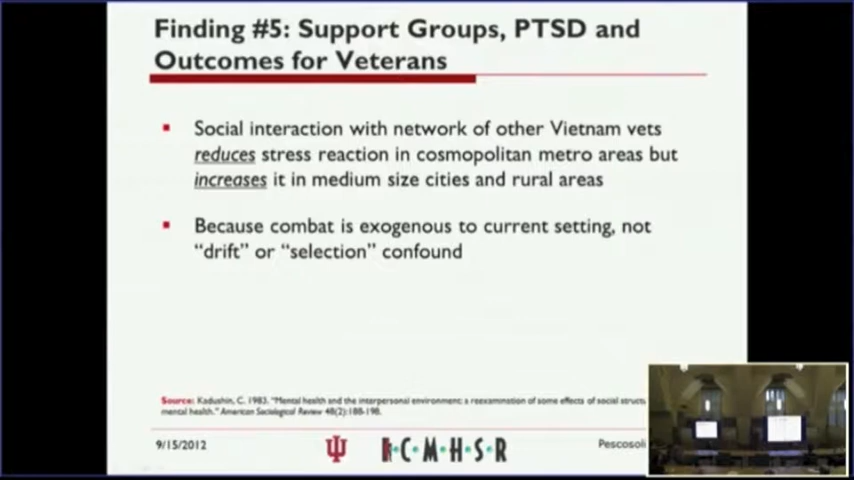 Finding #5: Support Groups, PTSD and
Outcomes for Veterans
Social interaction with network of other Vietnam vets
reduces stress reaction in cosmopolitan metro areas but
increases it in medium size cities and rural areas
Because combat is exogenous to current setting, not
“drift” or “selection” confound
Source: Kadushin, C. 1983. “Mental health and the interpersonal environment: a reexamination of some effects of social
mental health.” American Sociological Review 48(2):188-198.
9/15/2012
C·M·H·S·R